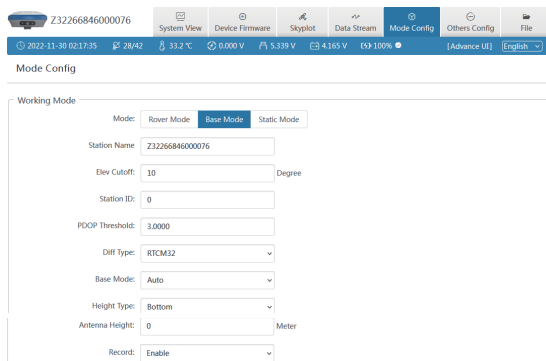 Z32266846000076
System View
Device Firmware
Skyplot
Data Stream
Mode Config
Others Config
File
2022-11-30 02:17:35 28/42 33.2 ℃ 0.000 V 5.339 V 4.165 V 100% [Advance UI] English
Mode Config
Working Mode
Mode: Rover Mode Base Mode Static Mode
Station Name Z32266846000076
Elev Cutoff: 10 Degree
Station ID: 0
PDOP Threshold: 3.0000
Diff Type: RTCM32
Base Mode: Auto
Height Type: Bottom
Antenna Height: 0 Meter
Record: Enable